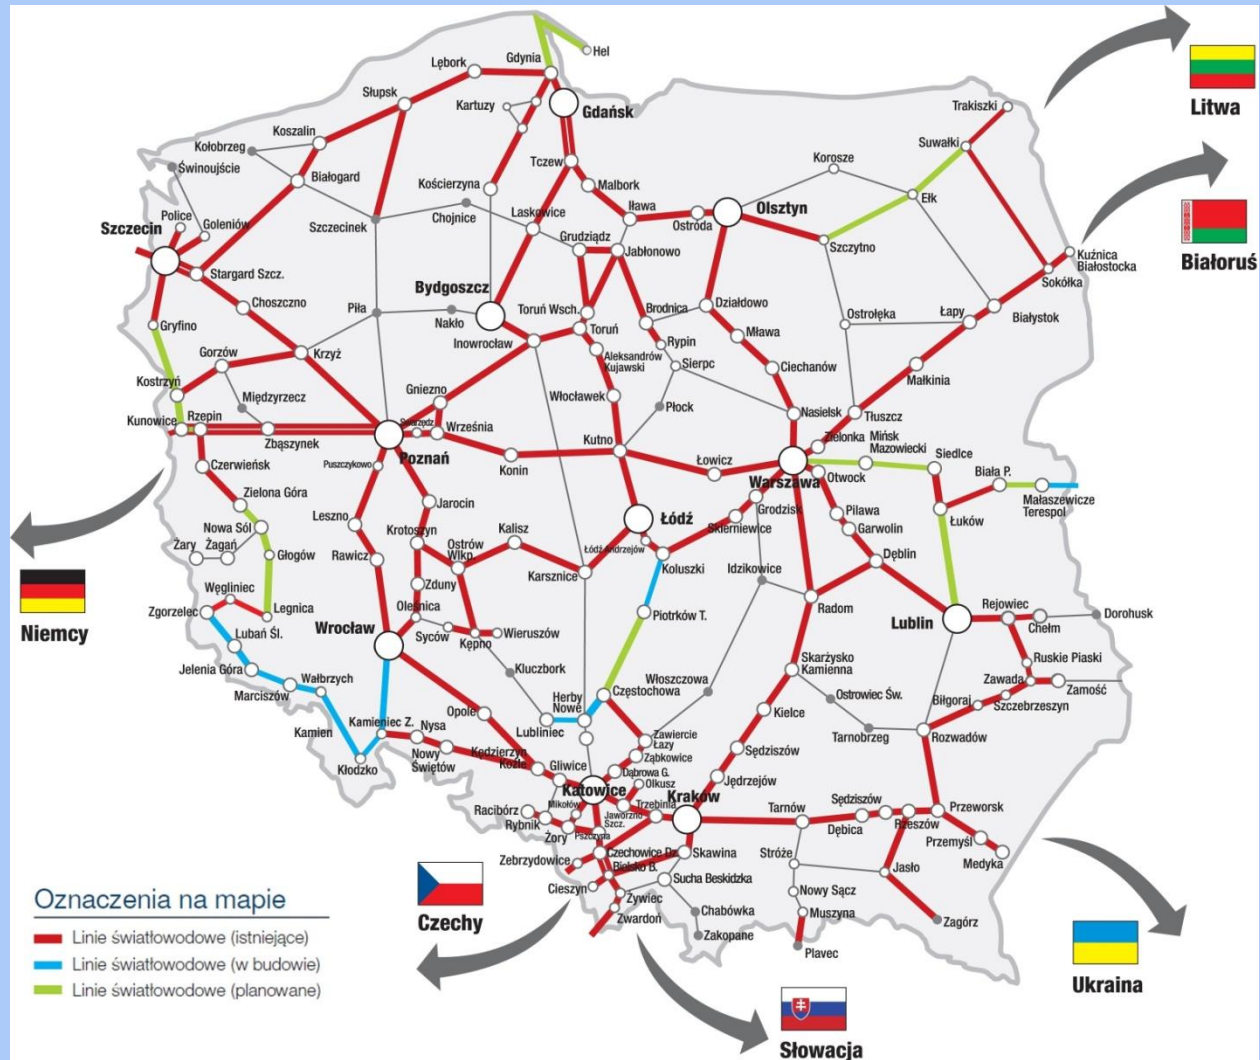 Hel
Gdynia
Lębork
Litwa
Słupsk
Kartuzy
Gdańsk
Trakiszki
Koszalin
Kołobrzeg
Suwałki
Świnoujście
Tczew
Korosze
Białogard
Kościerzyna
Malbork
Ełk
Police
Goleniów
Szczecinek
Chojnice
Laskowice
Iława
Ostróda
Olsztyn
Szczecin
Grudziądz
Jabłonowo
Szczytno
Kuźnica
Białostocka
Białoruś
Stargard Szcz.
Sokółka
Bydgoszcz
Choszczno
Piła
Nakło
Toruń Wsch.
Brodnica
Działdowo
Łapy
Białystok
Gryfino
Inowrocław
Toruń
Mława
Ostrołęka
Gorzów
Krzyż
Aleksandrów
Kujawski
Rypin
Sierpc
Ciechanów
Małkinia
Kostrzyń
Międzyrzecz
Gniezno
Włocławek
Płock
Nasielsk
Tłuszcz
Kunowice
Rzepin
Zbąszynek
Swarzędz
Września
Kutno
Zielonka
Mińsk
Mazowiecki
Siedlce
Poznań
Puszczykowo
Konin
Łowicz
Warszawa
Otwock
Biała P.
Czerwieńsk
Małaszewicze
Terespol
Zielona Góra
Jarocin
Grodzisk
Pilawa
Łuków
Nowa Sól
Leszno
Krotoszyn
Kalisz
Łódź
Skierniewice
Garwolin
Żary
Żagań
Głogów
Rawicz
Ostrów
Wlkp.
Łódź Andrzejów
Koluszki
Idzikowice
Dęblin
Niemcy
Węgliniec
Zduny
Karsznice
Zgorzelec
Legnica
Oleśnica
Piotrków T.
Radom
Lublin
Rejowiec
Chełm
Dorohusk
Lubań Śl.
Wrocław
Syców
Kępno
Wieruszów
Jelenia Góra
Kluczbork
Skarżysko
Kamienna
Ruskie Piaski
Marciszów
Wałbrzych
Włoszczowa
Zawada
Zamość
Herby
Nowe
Częstochowa
Ostrowiec Św.
Biłgoraj
Szczebrzeszyn
Kamien
Kamieniec Z.
Nysa
Opole
Lubliniec
Kielce
Tarnobrzeg
Rozwadów
Kłodzko
Nowy
Świętów
Kędzierzyn
Koźle
Zawiercie
Łazy
Ząbkowice
Sędziszów
Gliwice
Dąbrowa G.
Jędrzejów
Katowice
Olkusz
Kraków
Racibórz
Mikołów
Jaworzno
Szcz.
Trzebinia
Tarnów
Sędziszów
Przeworsk
Rybnik
Żory
Pszczyna
Dębica
Rzeszów
Przemyśl
Medyka
Zebrzydowice
Czechowice Dz.
Skawina
Stróże
Jasło
Bielsko B.
Cieszyn
Sucha Beskidzka
Żywiec
Nowy Sącz
Czechy
Zwardoń
Chabówka
Muszyna
Zagórz
Zakopane
Plavec
Ukraina
Słowacja
Oznaczenia na mapie
Linie światłowodowe (istniejące)
Linie światłowodowe (w budowie)
Linie światłowodowe (planowane)